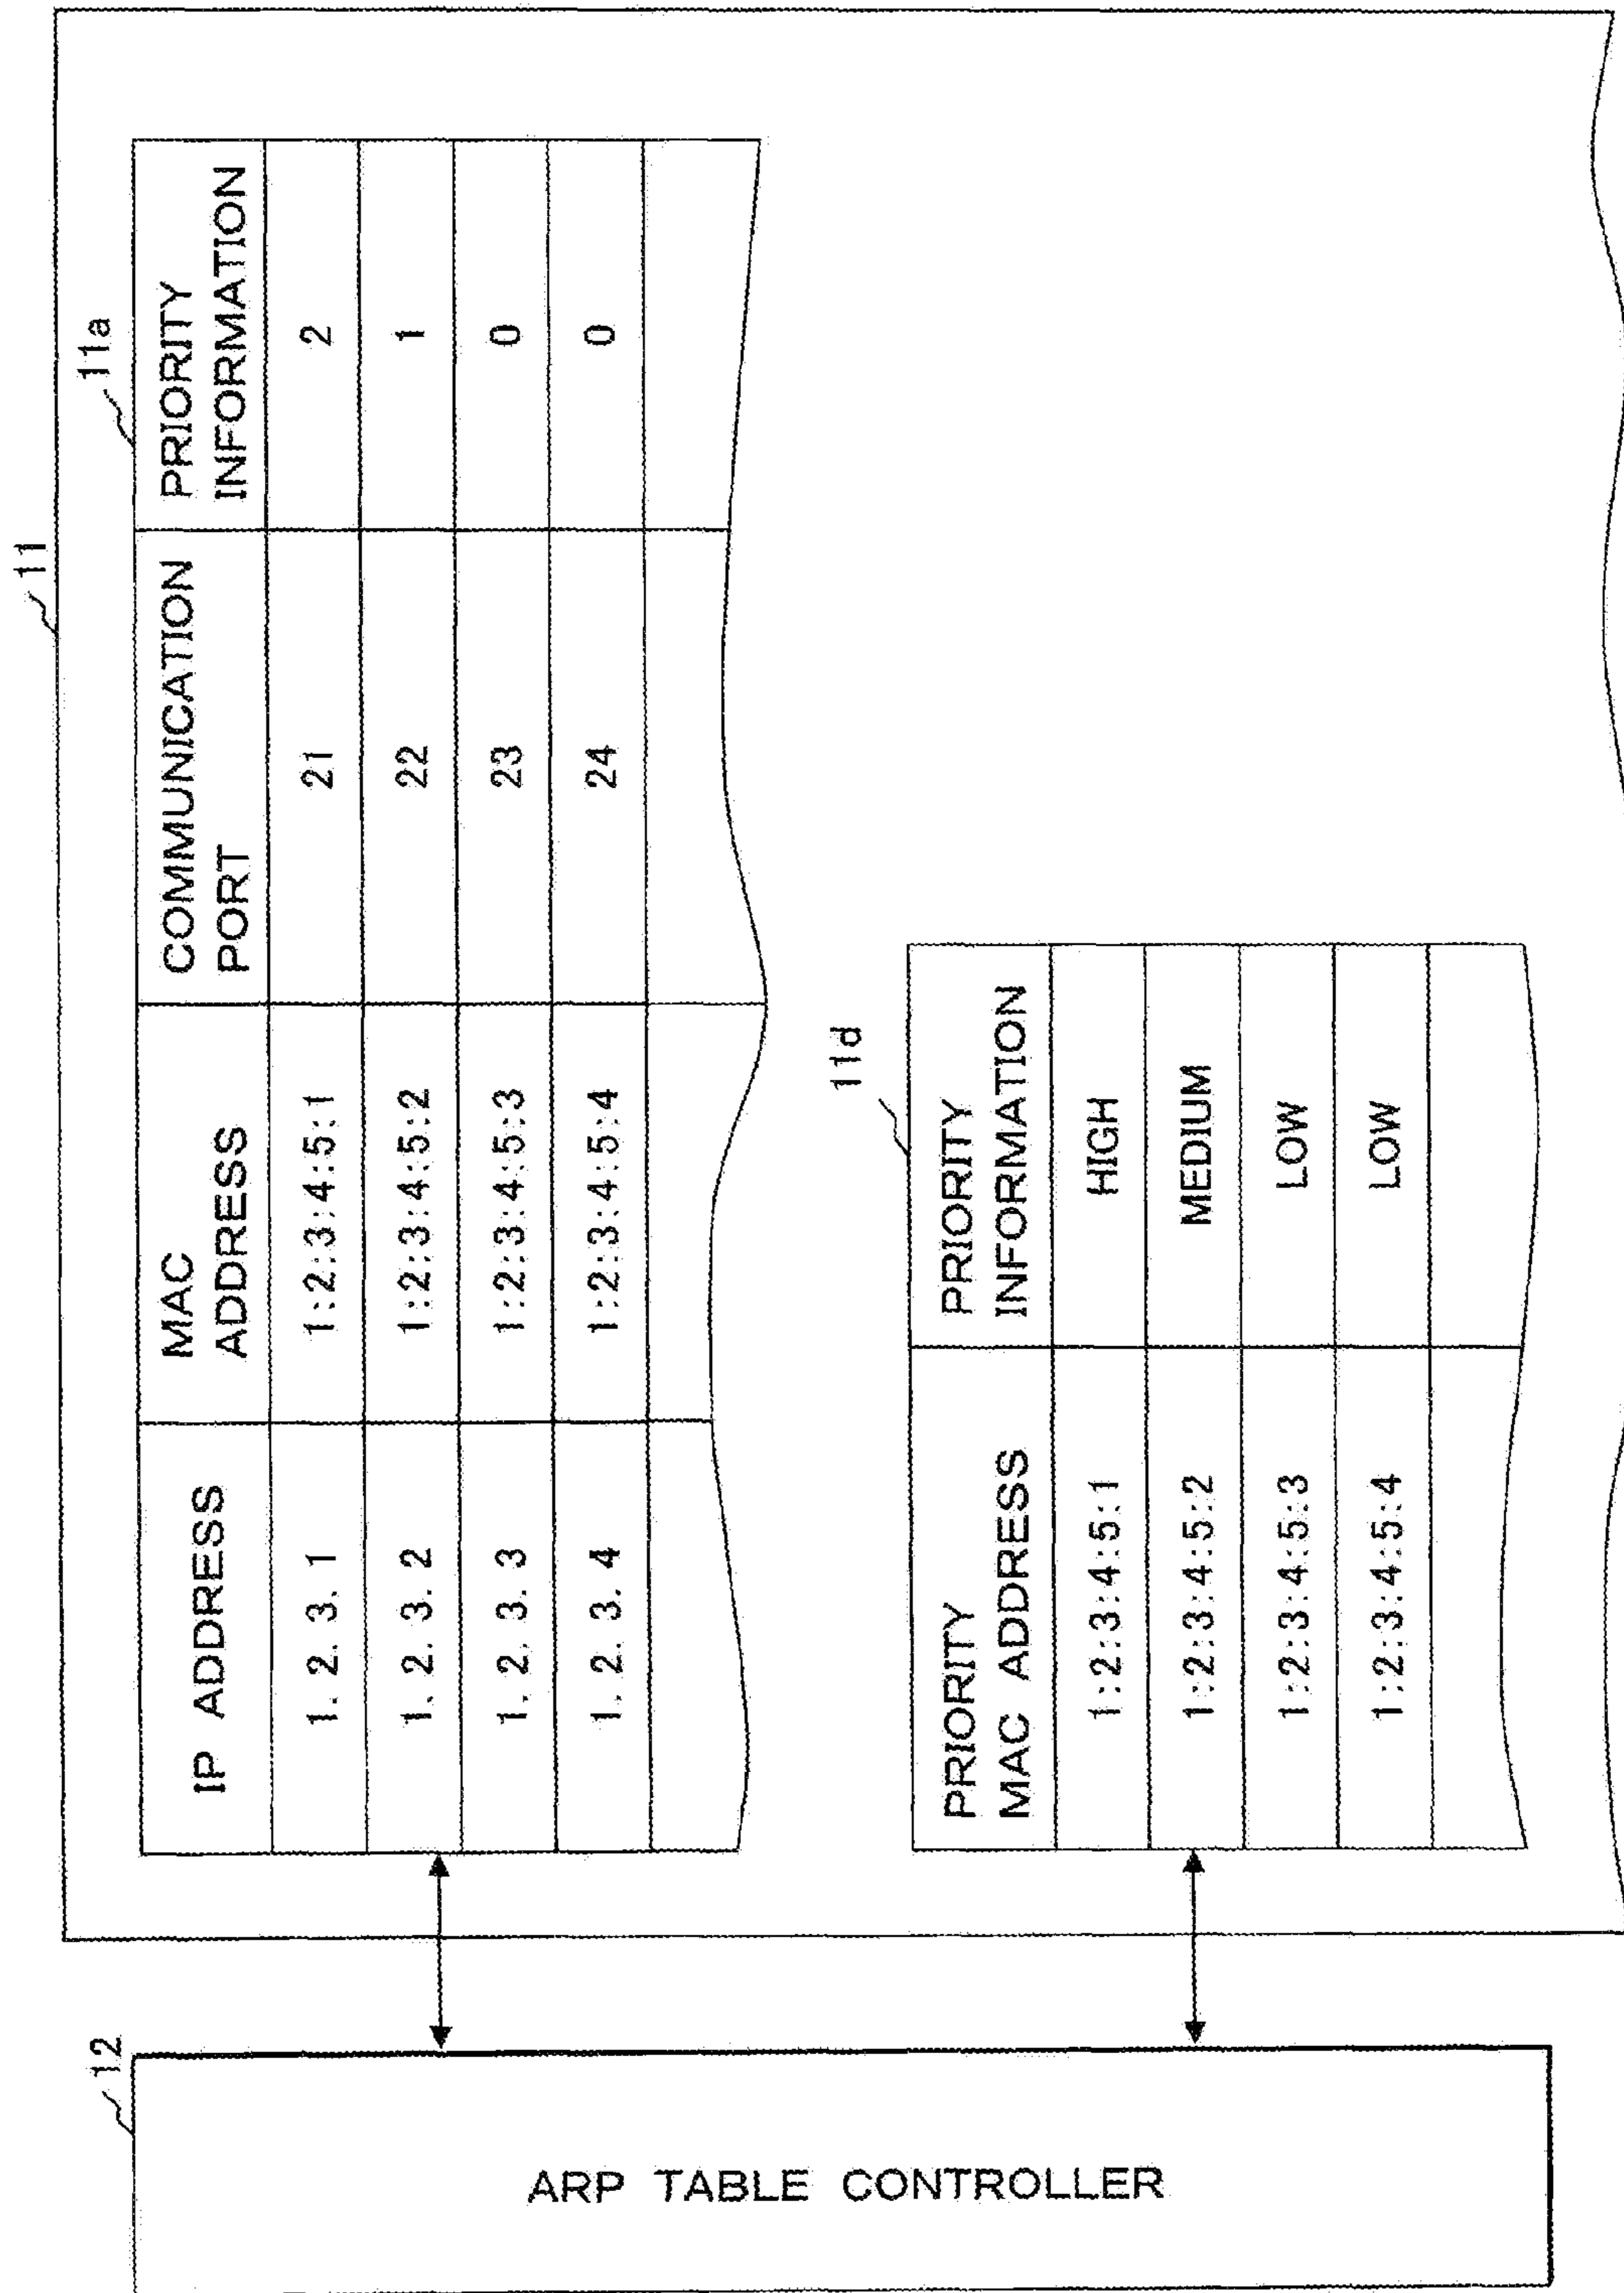 11
11a
IP ADDRESS
MAC
ADDRESS
COMMUNICATION
PORT
PRIORITY
INFORMATION
1. 2. 3. 1
1:2:3:4:5:1
21
2
1. 2. 3. 2
1:2:3:4:5:2
22
1
1. 2. 3. 3
1:2:3:4:5:3
23
0
1. 2. 3. 4
1:2:3:4:5:4
24
0
11d
PRIORITY
MAC ADDRESS
PRIORITY
INFORMATION
1:2:3:4:5:1
HIGH
1:2:3:4:5:2
MEDIUM
1:2:3:4:5:3
LOW
1:2:3:4:5:4
LOW
12
ARP TABLE CONTROLLER